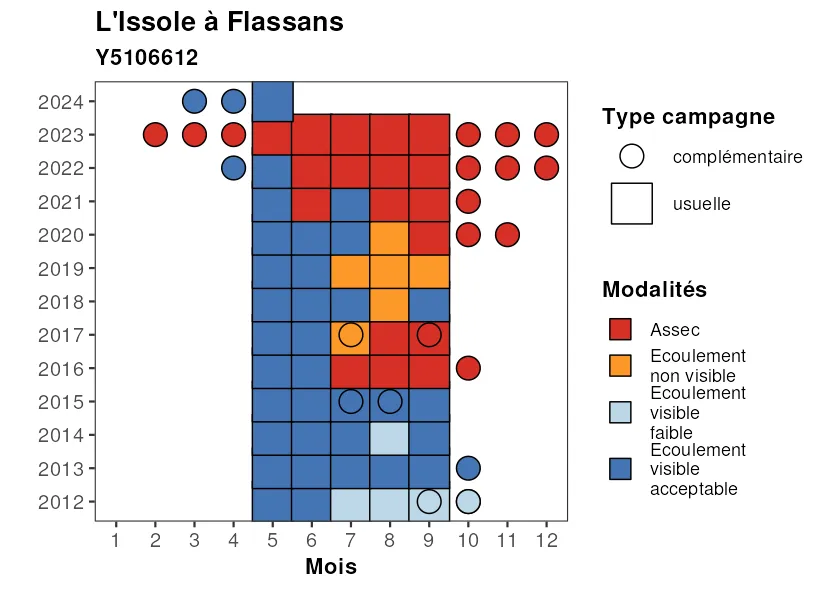 L'Issole à Flassans
Y5106612
2024
2023
2022
2021
2020
2019
2018
2017
2016
2015
2014
2013
2012
1 2 3 4 5 6 7 8 9 10 11 12
Mois
Type campagne
complémentaire
usuelle
Modalités
Assec
Ecoulement
non visible
Ecoulement
visible
faible
Ecoulement
visible
acceptable